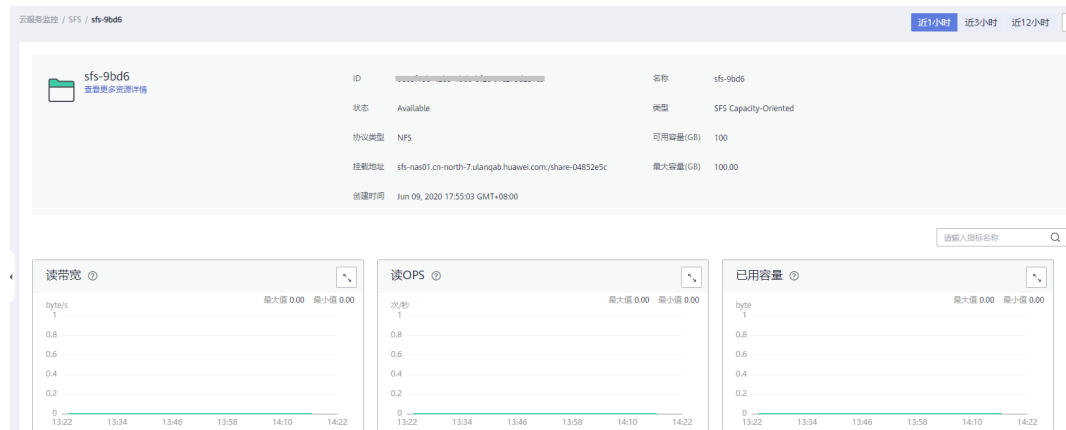 云服务监控 / SFS / sfs-9bd6
近1小时 近3小时 近12小时
sfs-9bd6
查看更多资源详情
ID
名称 sfs-9bd6
状态 Available
类型 SFS Capacity-Oriented
协议类型 NFS
可用容量(GB) 100
挂载地址 sfs-nas01.cn-north-7.ulanqab.huawei.com:/share-04852e5c
最大容量(GB) 100.00
创建时间 Jun 09, 2020 17:55:03 GMT+08:00
请输入指标名称
读带宽
byte/s
最大值 0.00 最小值 0.00
1
0.8
0.6
0.4
0.2
0
13:22 13:34 13:46 13:58 14:10 14:22
读OPS
次/秒
最大值 0.00 最小值 0.00
1
0.8
0.6
0.4
0.2
0
13:22 13:34 13:46 13:58 14:10 14:22
已用容量
byte
最大值 0.00 最小值 0.00
1
0.8
0.6
0.4
0.2
0
13:22 13:34 13:46 13:58 14:10 14:22